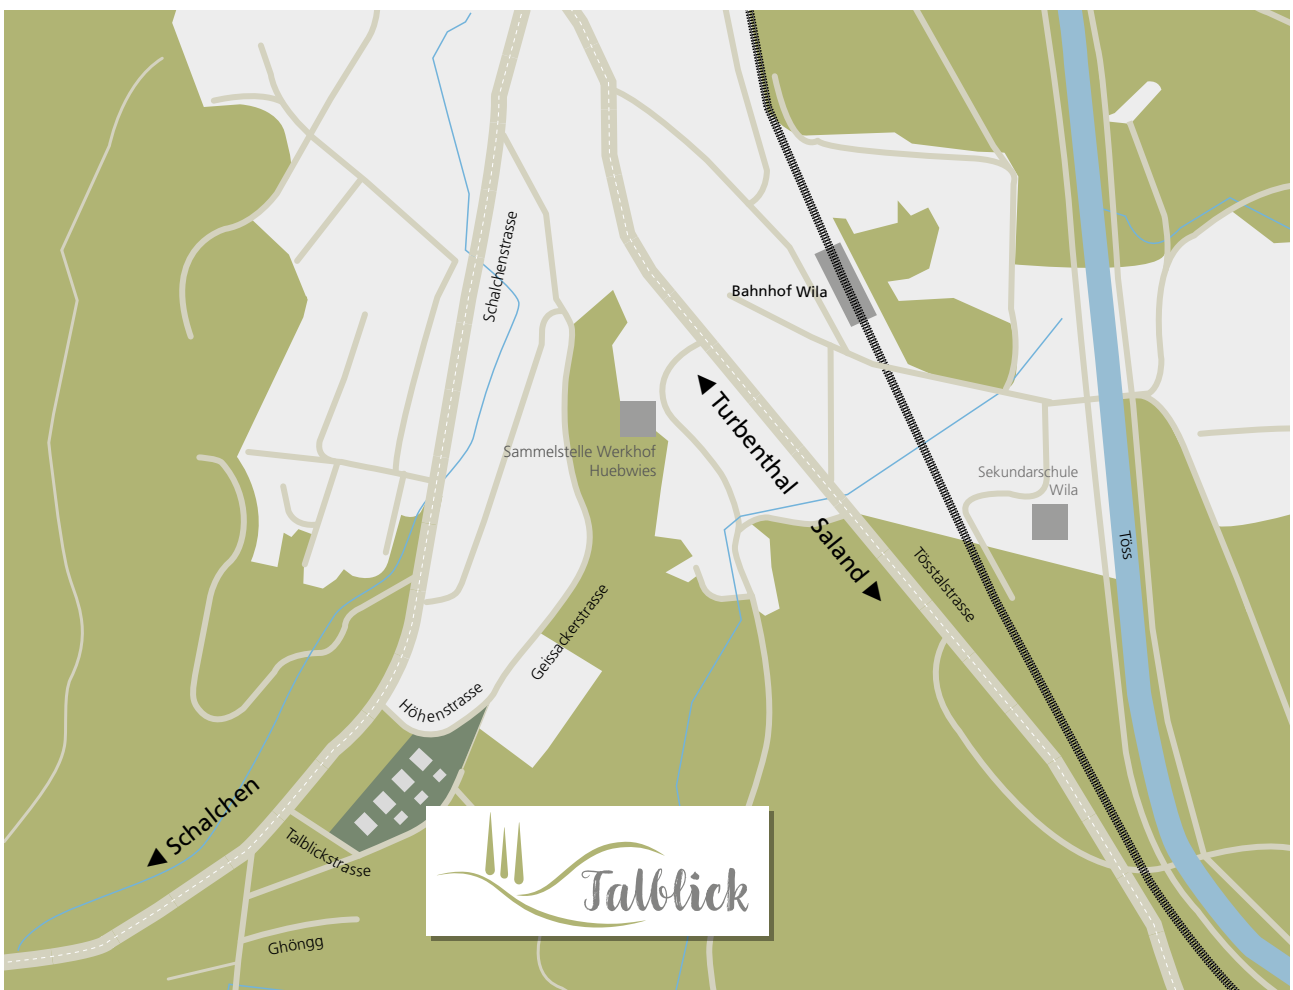 Schalchenstrasse
Bahnhof Wila
Turbenthal
Sammelstelle Werkhof
Huebwies
Sekundarschule
Wila
Saland
Töss
Tösstalstrasse
Geissackerstrasse
Höhenstrasse
Schalchen
Talblickstrasse
Talblick
Ghöngg